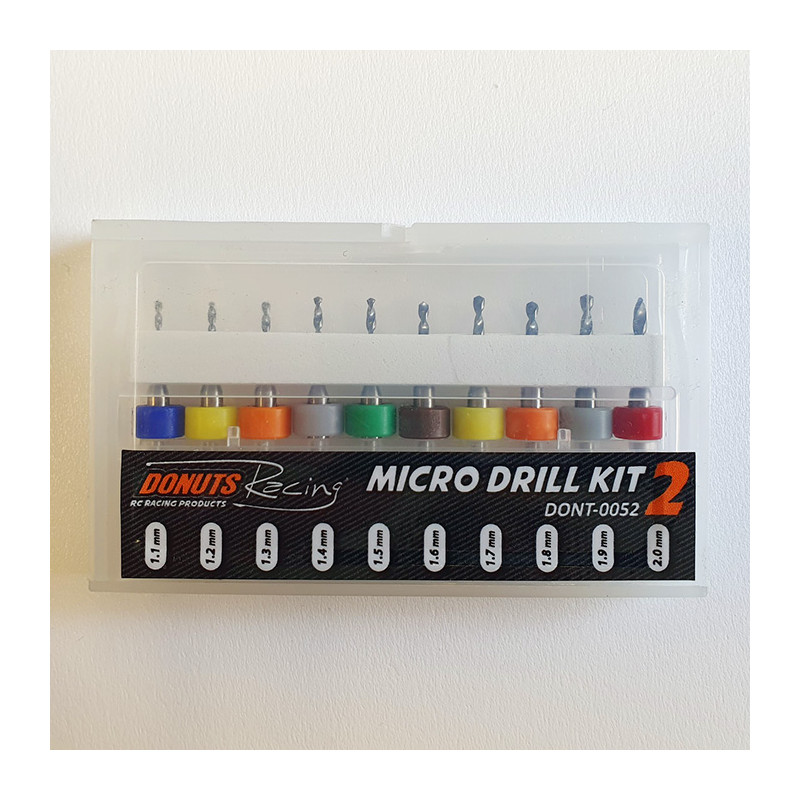 DONUTS Racing
RC RACING PRODUCTS
MICRO DRILL KIT 2
DONT-0052
1.1 mm
1.2 mm
1.3 mm
1.4 mm
1.5 mm
1.6 mm
1.7 mm
1.8 mm
1.9 mm
2.0 mm